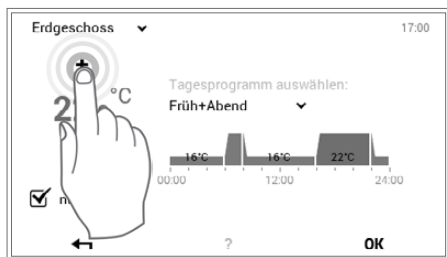 Erdgeschoss
17:00
+
°C
Tagesprogramm auswählen:
Früh+Abend
16°C 16°C 22°C
00:00 12:00 24:00
?
OK